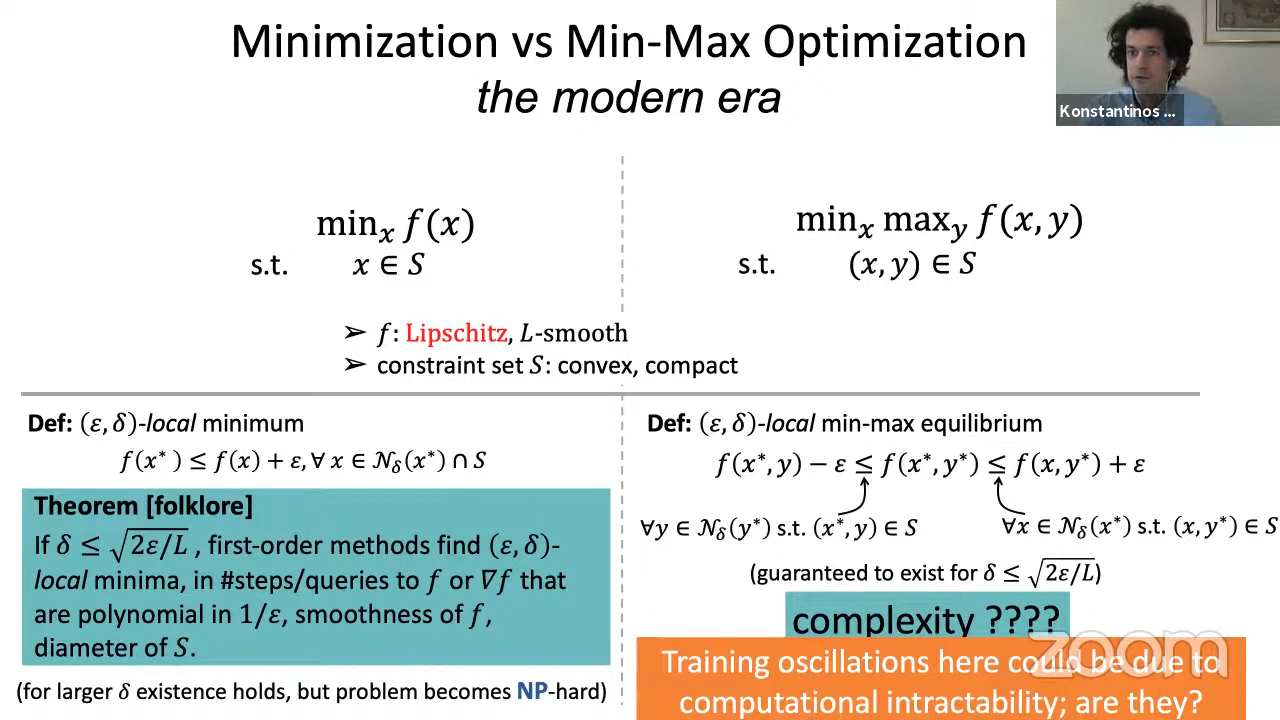 Minimization vs Min-Max Optimization
the modern era
Konstantinos ...
minₓ f(x)
s.t. x ∈ S
minₓ max_y f(x, y)
s.t. (x, y) ∈ S
➢ f: Lipschitz, L-smooth
➢ constraint set S: convex, compact
Def: (ε, δ)-local minimum
f(x*) ≤ f(x) + ε, ∀ x ∈ 𝒩_δ(x*) ∩ S
Theorem [folklore]
If δ ≤ √(2ε/L) , first-order methods find (ε, δ)-
local minima, in #steps/queries to f or ∇f that
are polynomial in 1/ε, smoothness of f,
diameter of S.
(for larger δ existence holds, but problem becomes NP-hard)
Def: (ε, δ)-local min-max equilibrium
f(x*, y) − ε ≤ f(x*, y*) ≤ f(x, y*) + ε
∀y ∈ 𝒩_δ(y*) s.t. (x*, y) ∈ S
∀x ∈ 𝒩_δ(x*) s.t. (x, y*) ∈ S
(guaranteed to exist for δ ≤ √(2ε/L))
complexity ????
zoom
Training oscillations here could be due to
computational intractability; are they?